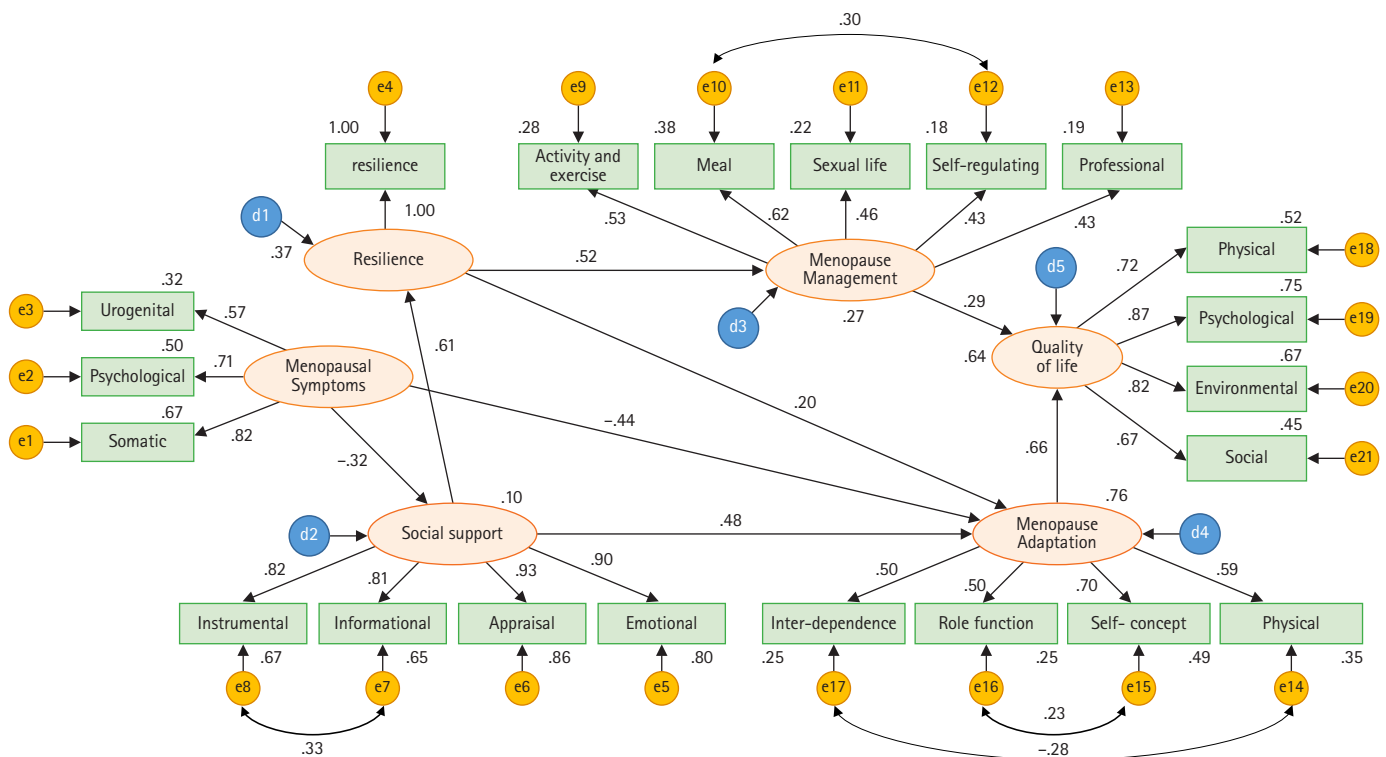 .30
e4
e9
e10
e11
e12
e13
1.00
.28
.38
.22
.18
.19
resilience
Activity and
exercise
Meal
Sexual life
Self-regulating
Professional
d1
1.00
.53
.62
.46
.43
.43
.37
Resilience
.52
Menopause
Management
.27
d3
d5
.52
Physical
e18
.72
.75
Psychological
e19
.87
.29
.64
Quality
of life
.67
Environmental
e20
.82
.45
Social
e21
.67
.32
e3
Urogenital
.57
.50
e2
Psychological
.71
Menopausal
Symptoms
.67
e1
Somatic
.82
.61
.20
–.44
–.32
.66
.10
d2
Social support
.48
.76
Menopause
Adaptation
d4
.82
.81
.93
.90
.50
.50
.70
.59
Instrumental
Informational
Appraisal
Emotional
Inter-dependence
Role function
Self- concept
Physical
.67
.65
.86
.80
.25
.25
.49
.35
e8
e7
e6
e5
e17
e16
e15
e14
.33
.23
–.28